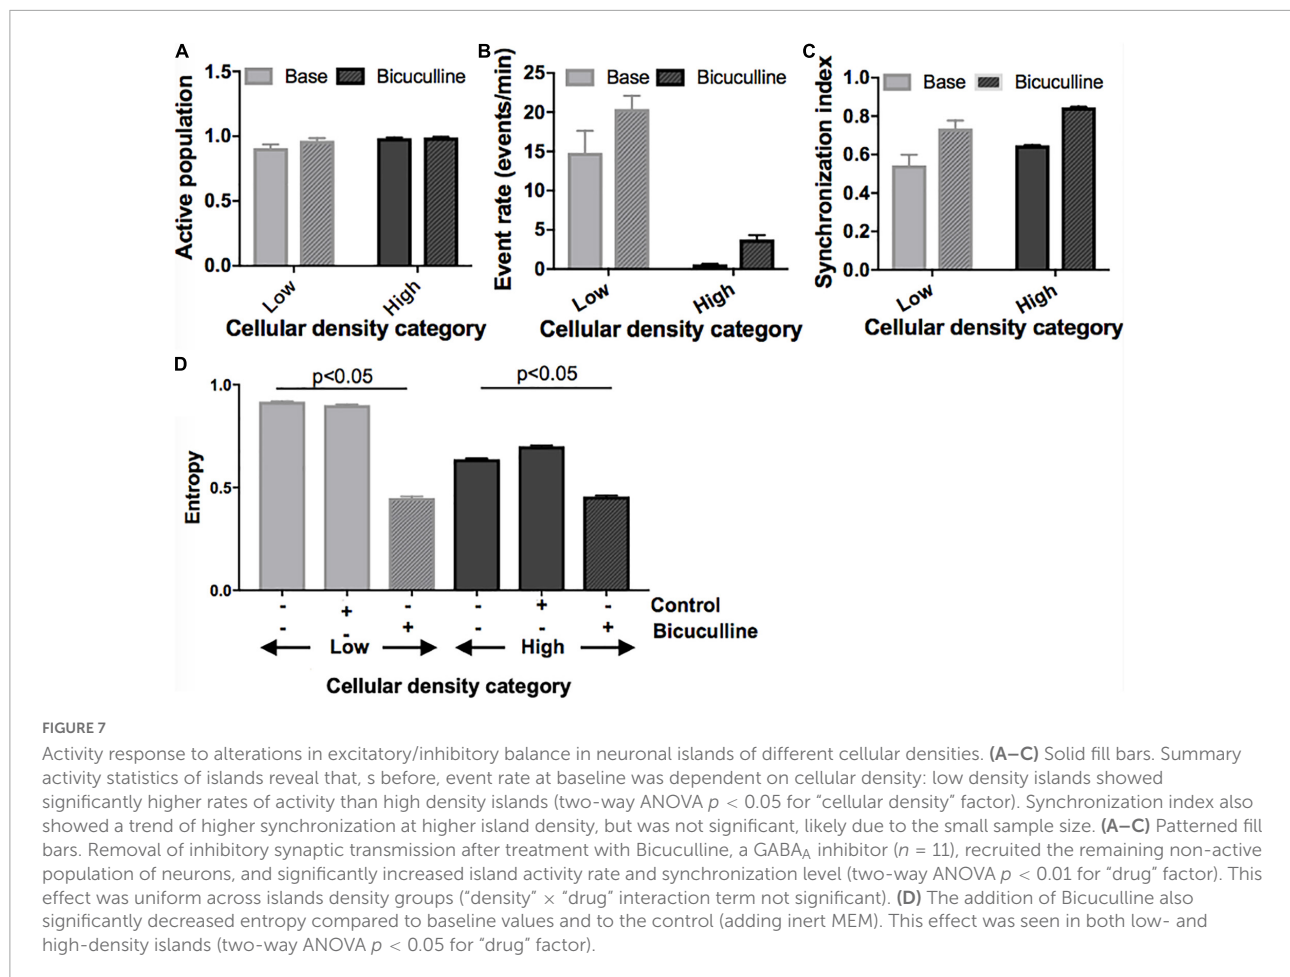 A
Base Bicuculline
1.5
1.0
0.5
0.0
Active population
Low High
Cellular density category
B
Base Bicuculline
25
20
15
10
5
0
Event rate (events/min)
Low High
Cellular density category
C
Base Bicuculline
1.0
0.8
0.6
0.4
0.2
0.0
Synchronization index
Low High
Cellular density category
D
p<0.05 p<0.05
1.0
0.5
0.0
Entropy
- + - - + - Control
- - + - - + Bicuculline
Low High
Cellular density category
FIGURE 7
Activity response to alterations in excitatory/inhibitory balance in neuronal islands of different cellular densities. (A–C) Solid fill bars. Summary
activity statistics of islands reveal that, s before, event rate at baseline was dependent on cellular density: low density islands showed
significantly higher rates of activity than high density islands (two-way ANOVA p < 0.05 for “cellular density” factor). Synchronization index also
showed a trend of higher synchronization at higher island density, but was not significant, likely due to the small sample size. (A–C) Patterned fill
bars. Removal of inhibitory synaptic transmission after treatment with Bicuculline, a GABAA inhibitor (n = 11), recruited the remaining non-active
population of neurons, and significantly increased island activity rate and synchronization level (two-way ANOVA p < 0.01 for “drug” factor). This
effect was uniform across islands density groups (“density” × “drug” interaction term not significant). (D) The addition of Bicuculline also
significantly decreased entropy compared to baseline values and to the control (adding inert MEM). This effect was seen in both low- and
high-density islands (two-way ANOVA p < 0.05 for “drug” factor).